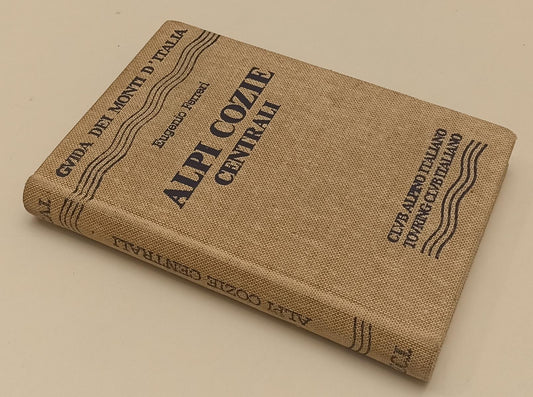 GVIDA DEI MONTI D'ITALIA
Eugenio Ferreri
ALPI COZIE
CENTRALI
CLVB ALPINO ITALIANO
TOVRING CLVB ITALIANO
ALPI COZIE CENTRALI
T.C.I.